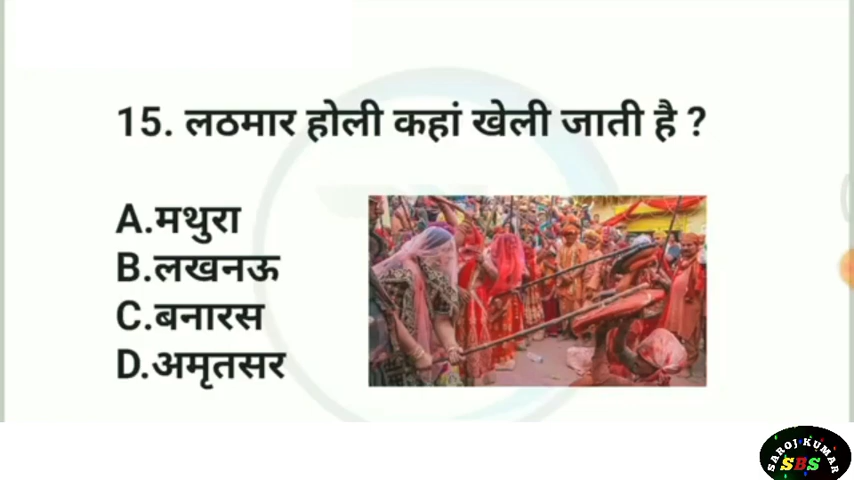 15. लठमार होली कहां खेली जाती है ?
A.मथुरा
B.लखनऊ
C.बनारस
D.अमृतसर
SAROJ KUMAR
SBS